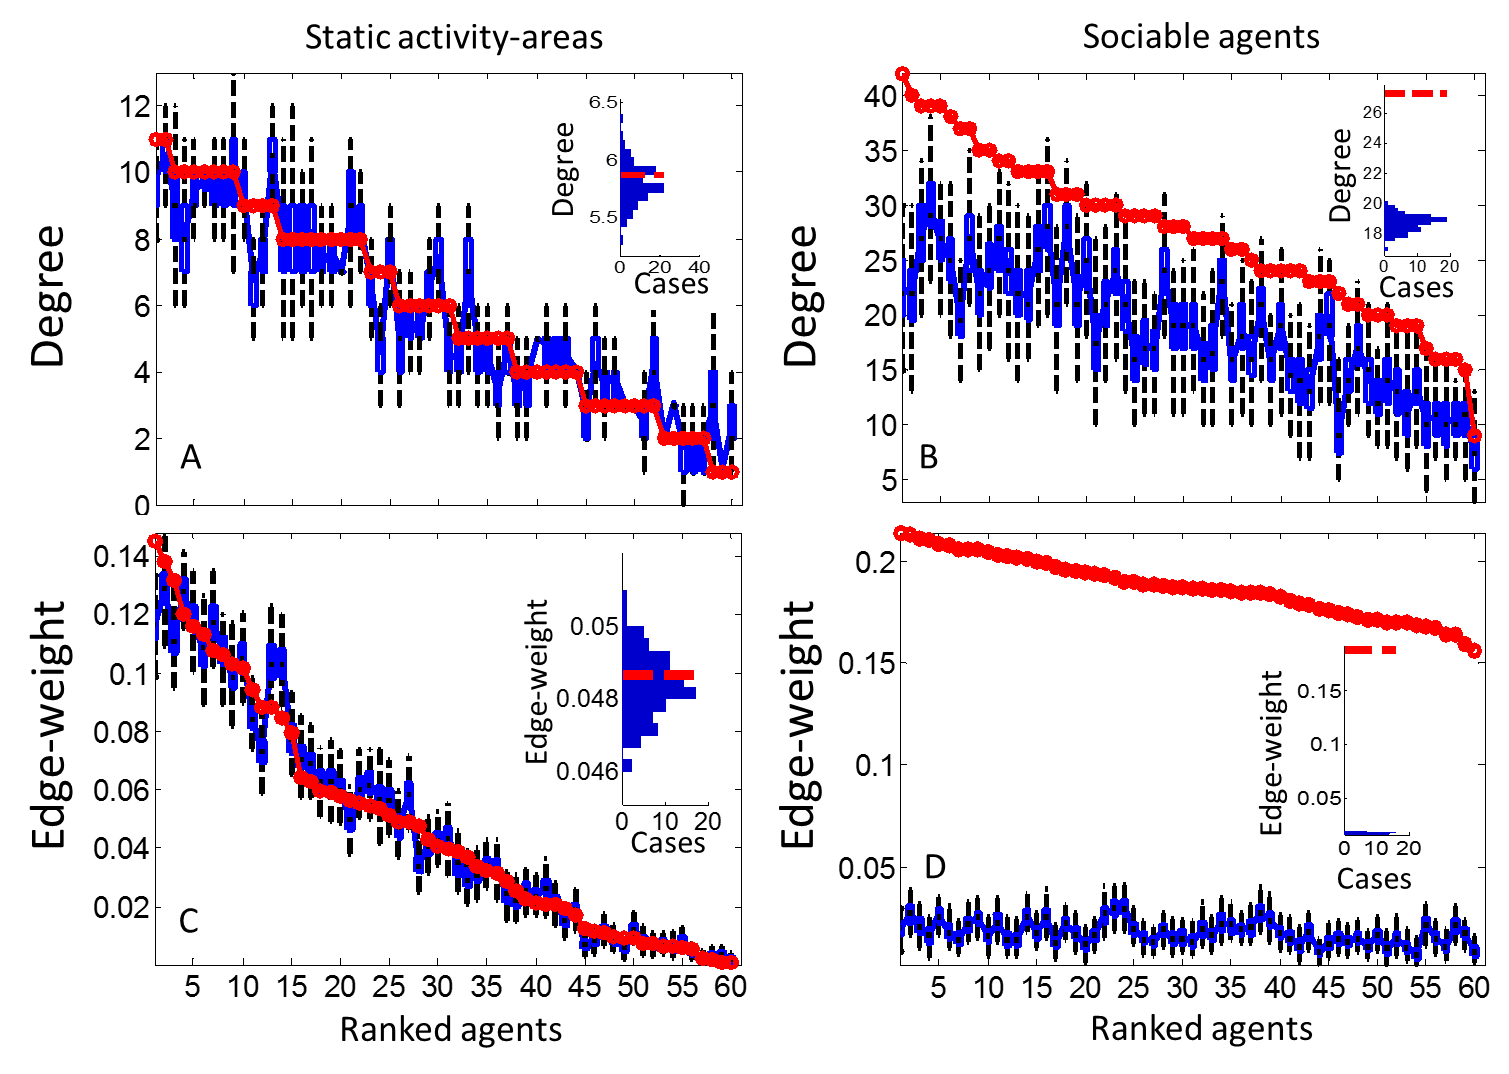 Static activity-areas
Sociable agents
Degree
12
10
8
6
4
2
0
A
Degree
6.5
6
5.5
0 20 40
Cases
Degree
40
35
30
25
20
15
10
5
B
Degree
26
24
22
20
18
0 10 20
Cases
Edge-weight
0.14
0.12
0.1
0.08
0.06
0.04
0.02
C
Edge-weight
0.05
0.048
0.046
0 10 20
Cases
5 10 15 20 25 30 35 40 45 50 55 60
Ranked agents
Edge-weight
0.2
0.15
0.1
0.05
D
Edge-weight
0.15
0.1
0.05
0 10 20
Cases
5 10 15 20 25 30 35 40 45 50 55 60
Ranked agents